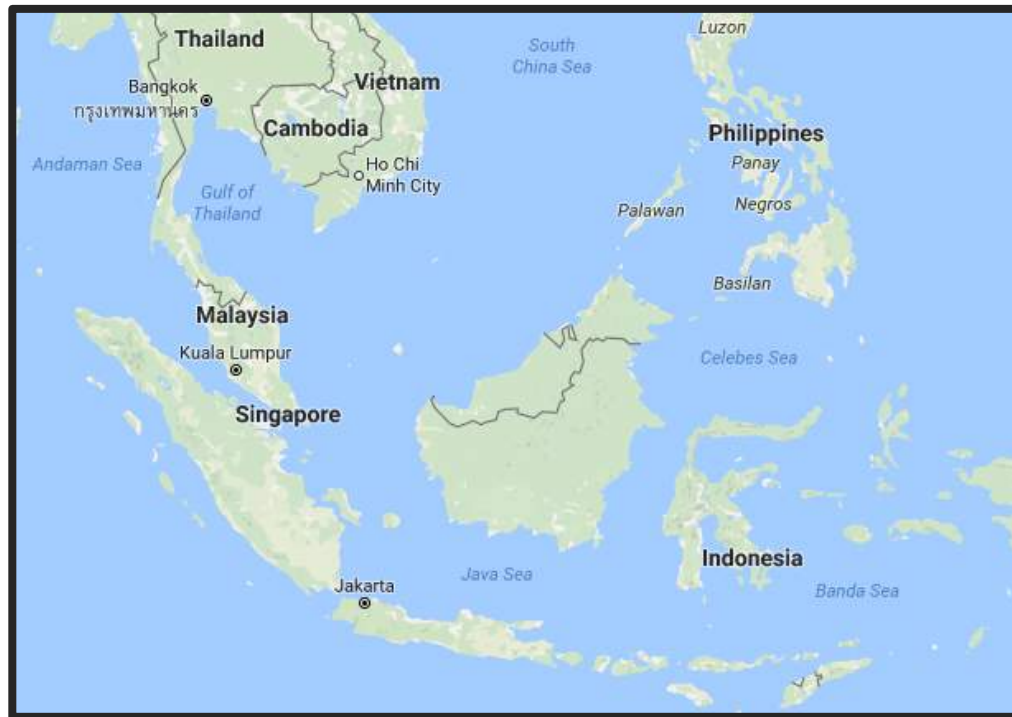 Luzon
Thailand
South
China Sea
Vietnam
Bangkok
กรุงเทพมหานคร
Cambodia
Philippines
Andaman Sea
Ho Chi
Minh City
Panay
Gulf of
Thailand
Palawan
Negros
Basilan
Malaysia
Kuala Lumpur
Celebes Sea
Singapore
Indonesia
Java Sea
Jakarta
Banda Sea